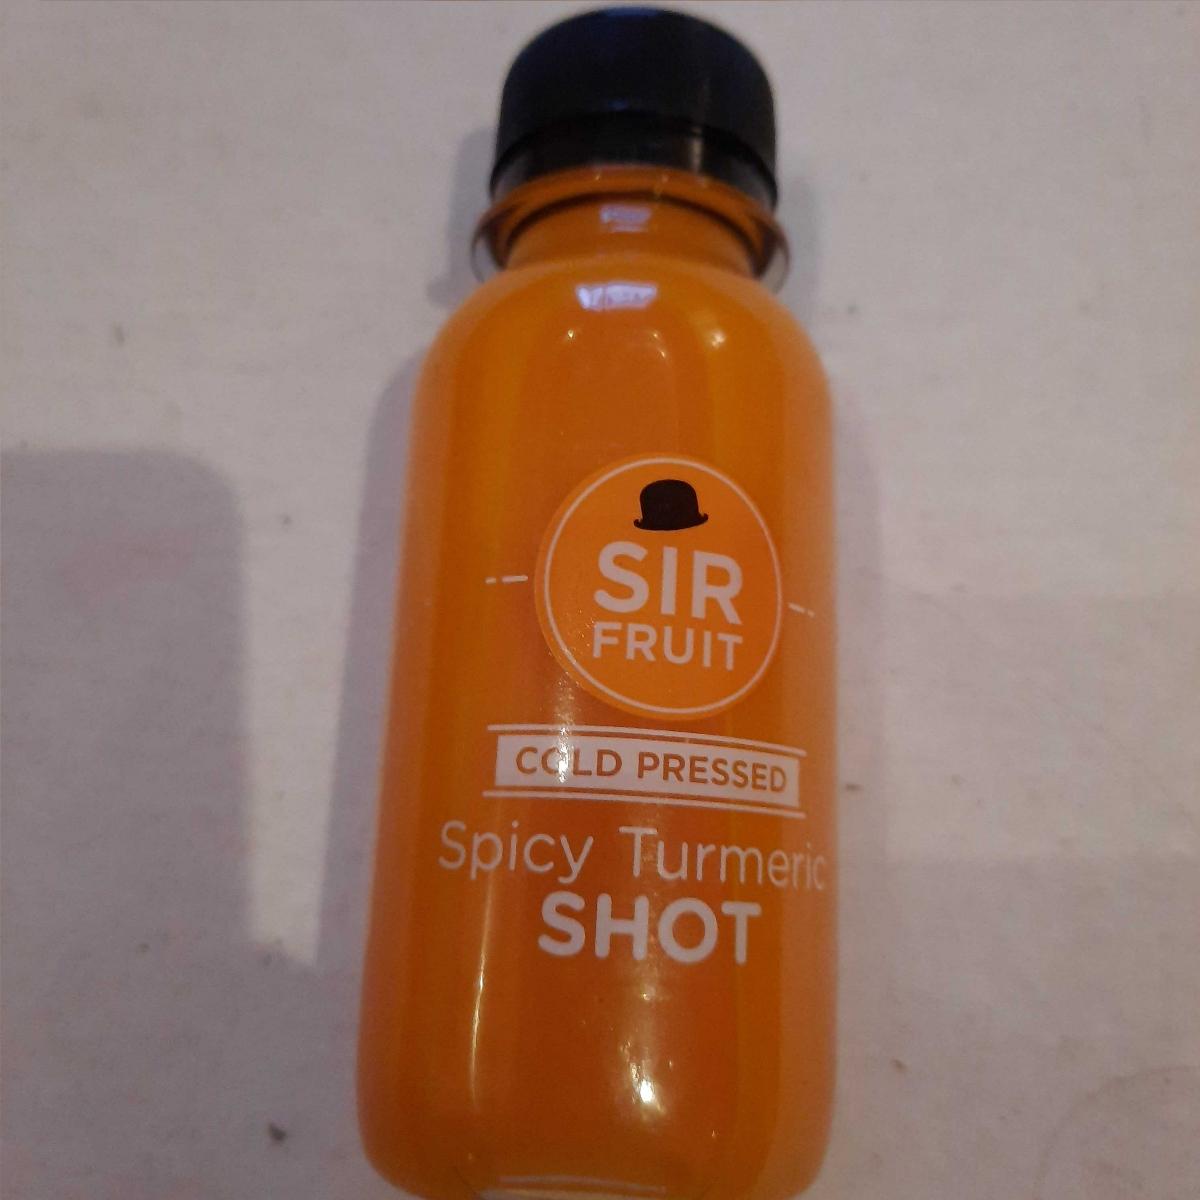 SIR
FRUIT
COLD PRESSED
Spicy Turmeric
SHOT